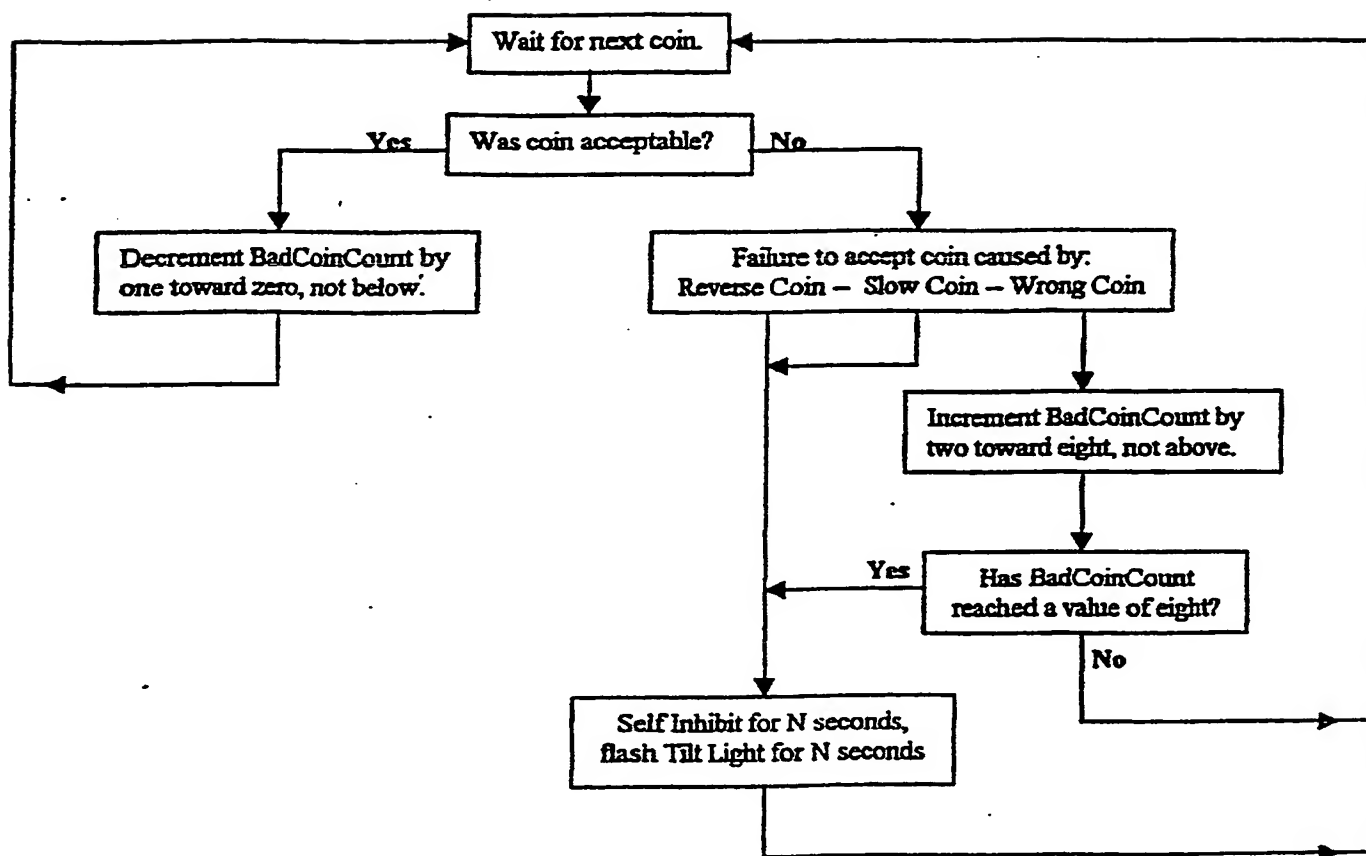 Wait for next coin.
Yes
Was coin acceptable?
No
Decrement BadCoinCount by
one toward zero, not below.
Failure to accept coin caused by:
Reverse Coin – Slow Coin – Wrong Coin
Increment BadCoinCount by
two toward eight, not above.
Yes
Has BadCoinCount
reached a value of eight?
No
Self Inhibit for N seconds,
flash Tilt Light for N seconds